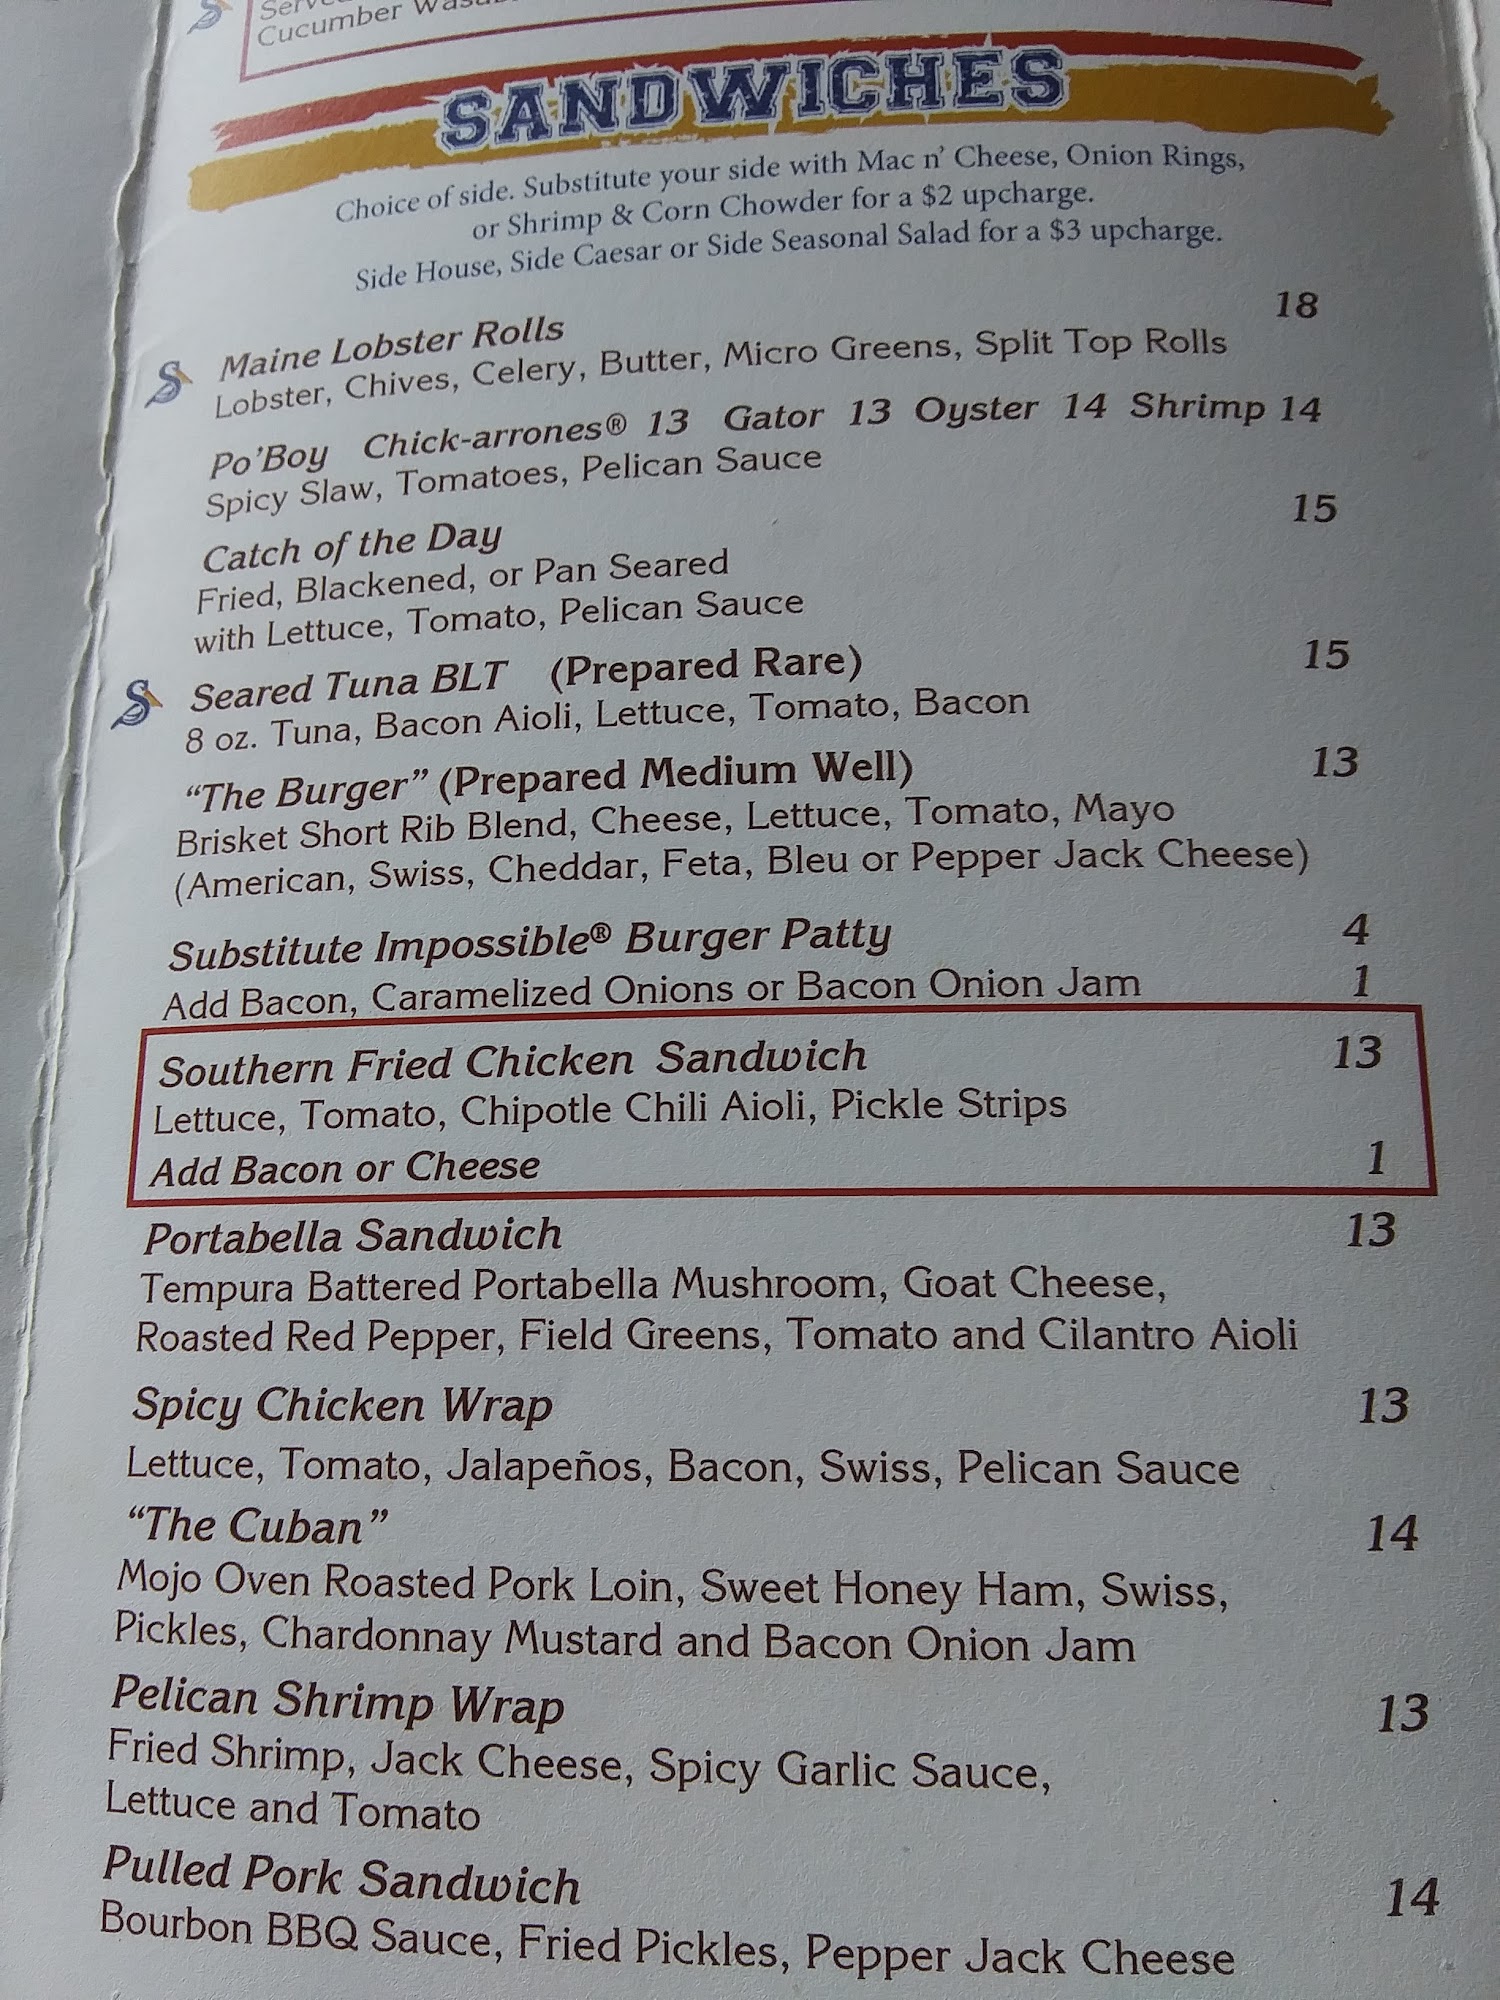 Cucumber
SANDWICHES
Choice of side. Substitute your side with Mac n' Cheese, Onion Rings,
or Shrimp & Corn Chowder for a $2 upcharge.
Side House, Side Caesar or Side Seasonal Salad for a $3 upcharge.
Maine Lobster Rolls 18
Lobster, Chives, Celery, Butter, Micro Greens, Split Top Rolls
Po'Boy Chick-arrones® 13 Gator 13 Oyster 14 Shrimp 14
Spicy Slaw, Tomatoes, Pelican Sauce
Catch of the Day 15
Fried, Blackened, or Pan Seared
with Lettuce, Tomato, Pelican Sauce
Seared Tuna BLT (Prepared Rare) 15
8 oz. Tuna, Bacon Aioli, Lettuce, Tomato, Bacon
"The Burger" (Prepared Medium Well) 13
Brisket Short Rib Blend, Cheese, Lettuce, Tomato, Mayo
(American, Swiss, Cheddar, Feta, Bleu or Pepper Jack Cheese)
Substitute Impossible® Burger Patty 4
Add Bacon, Caramelized Onions or Bacon Onion Jam 1
Southern Fried Chicken Sandwich 13
Lettuce, Tomato, Chipotle Chili Aioli, Pickle Strips
Add Bacon or Cheese 1
Portabella Sandwich 13
Tempura Battered Portabella Mushroom, Goat Cheese,
Roasted Red Pepper, Field Greens, Tomato and Cilantro Aioli
Spicy Chicken Wrap 13
Lettuce, Tomato, Jalapeños, Bacon, Swiss, Pelican Sauce
"The Cuban" 14
Mojo Oven Roasted Pork Loin, Sweet Honey Ham, Swiss,
Pickles, Chardonnay Mustard and Bacon Onion Jam
Pelican Shrimp Wrap 13
Fried Shrimp, Jack Cheese, Spicy Garlic Sauce,
Lettuce and Tomato
Pulled Pork Sandwich 14
Bourbon BBQ Sauce, Fried Pickles, Pepper Jack Cheese